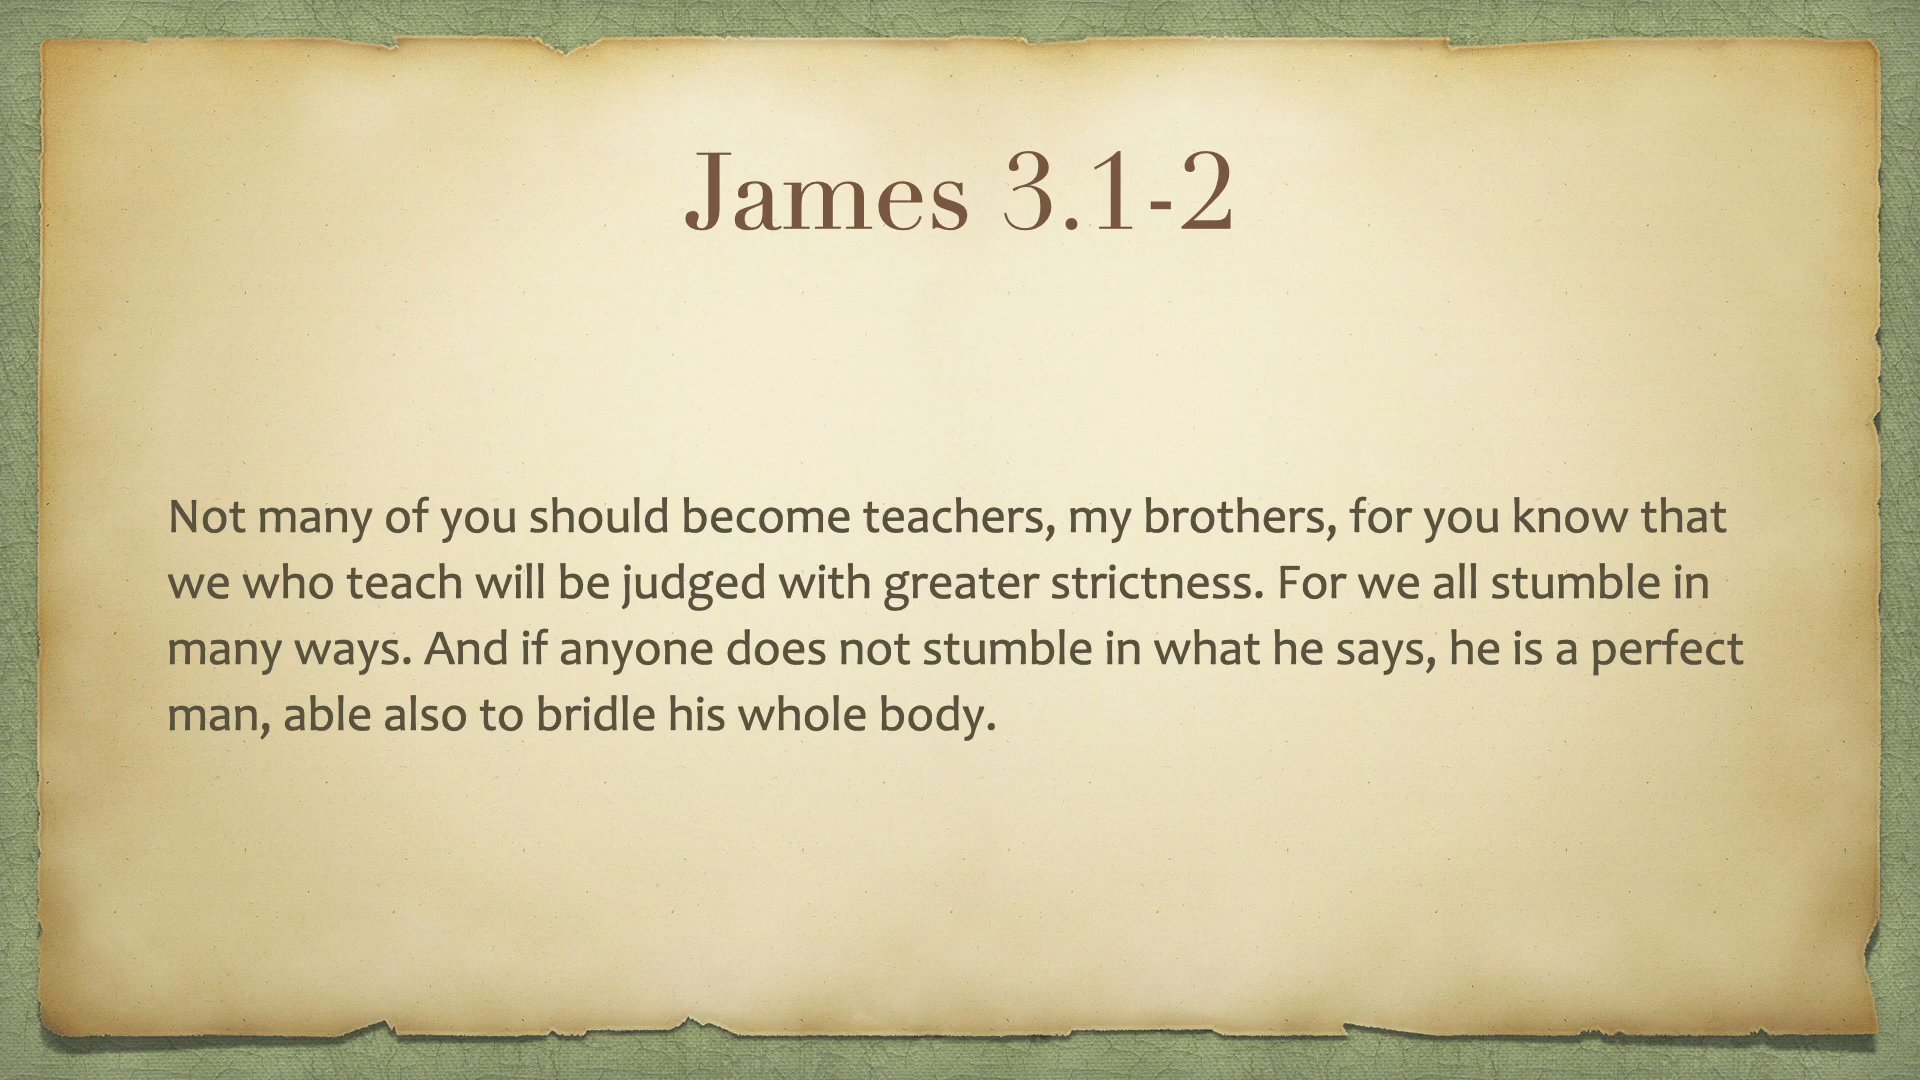 James 3.1-2
Not many of you should become teachers, my brothers, for you know that
we who teach will be judged with greater strictness. For we all stumble in
many ways. And if anyone does not stumble in what he says, he is a perfect
man, able also to bridle his whole body.